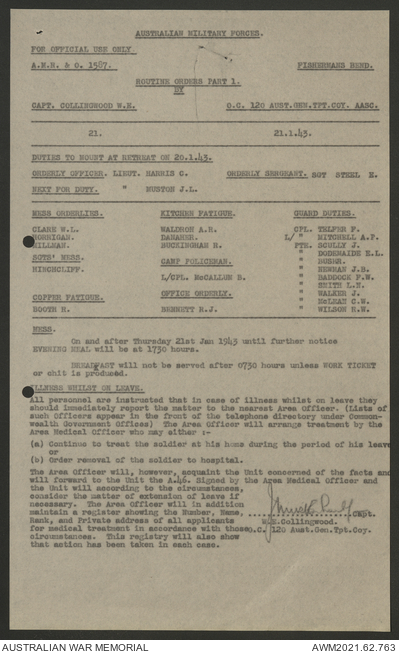 AUSTRALIAN MILITARY FORCES.
FOR OFFICIAL USE ONLY
A.M.R. & O. 1587. FISHERMANS BEND.
ROUTINE ORDERS PART 1.
BY
CAPT. COLLINGWOOD W.E. O.C. 120 AUST.GEN.TPT.COY. AASC.
21. 21.1.43.
DUTIES TO MOUNT AT RETREAT ON 20.1.43.
ORDERLY OFFICER. LIEUT. HARRIS C. ORDERLY SERGEANT. SGT STEEL E.
NEXT FOR DUTY. " HUSTON J.L.
MESS ORDERLIES. KITCHEN FATIGUE. GUARD DUTIES.
CLARK W.L. WALDRON A.H. CPL. TELFER F.
HORRIGAN. DANAHER. L/ " MITCHELL A.F.
HILLMAN. BUCKINGHAM R. PTE. SCULLY J.
SGTS' MESS. CAMP POLICEMAN. "
HINCHCLIFF. L/CPL. McCALLEN B. " NEWMAN J.B.
" DADDOCK F.W.
" SMITH L.N.
COPPER FATIGUE. OFFICE ORDERLY. " WALKER J.
BOOTH H. BENNETT R.J. " McLEAN C.W.
" WILSON R.W.
MESS.
On and after Thursday 21st Jan 1943 until further notice
EVENING MEAL will be at 1730 hours.
BREAKFAST will not be served after 0730 hours unless WORK TICKET
or chit is produced.
ILLNESS WHILST ON LEAVE.
All personnel are instructed that in case of illness whilst on leave they
should immediately report the matter to the nearest Area Officer. (Lists of
such Officers appear in the front of the telephone directory under Common-
wealth Government Offices) The Area Officer will arrange treatment by the
Area Medical Officer who may either :-
(a) Continue to treat the soldier at his home during the period of his leave
or
(b) Order removal of the soldier to hospital.
The Area Officer will, however, acquaint the Unit concerned of the facts and
will forward to the Unit the A.46. Signed by the Area Medical Officer and
the Unit will according to the circumstances,
consider the matter of extension of leave if
necessary. The Area Officer will in addition
maintain a register showing the Number, Name, ..................Capt.
Rank, and Private address of all applicants W.E.Collingwood.
for medical treatment in accordance with those O.C. 120 Aust.Gen.Tpt.Coy.
circumstances. This registry will also show
that action has been taken in each case.
AUSTRALIAN WAR MEMORIAL AWM2021.62.763